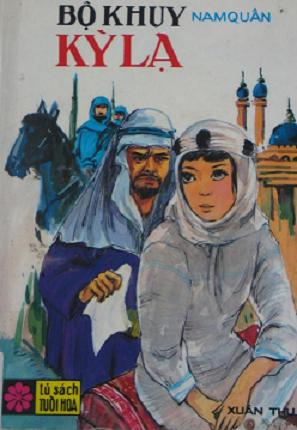 BỘ KHUY NAM QUÂN
KỲ LẠ
tủ sách
TUỔI HOA
XUÂN THU